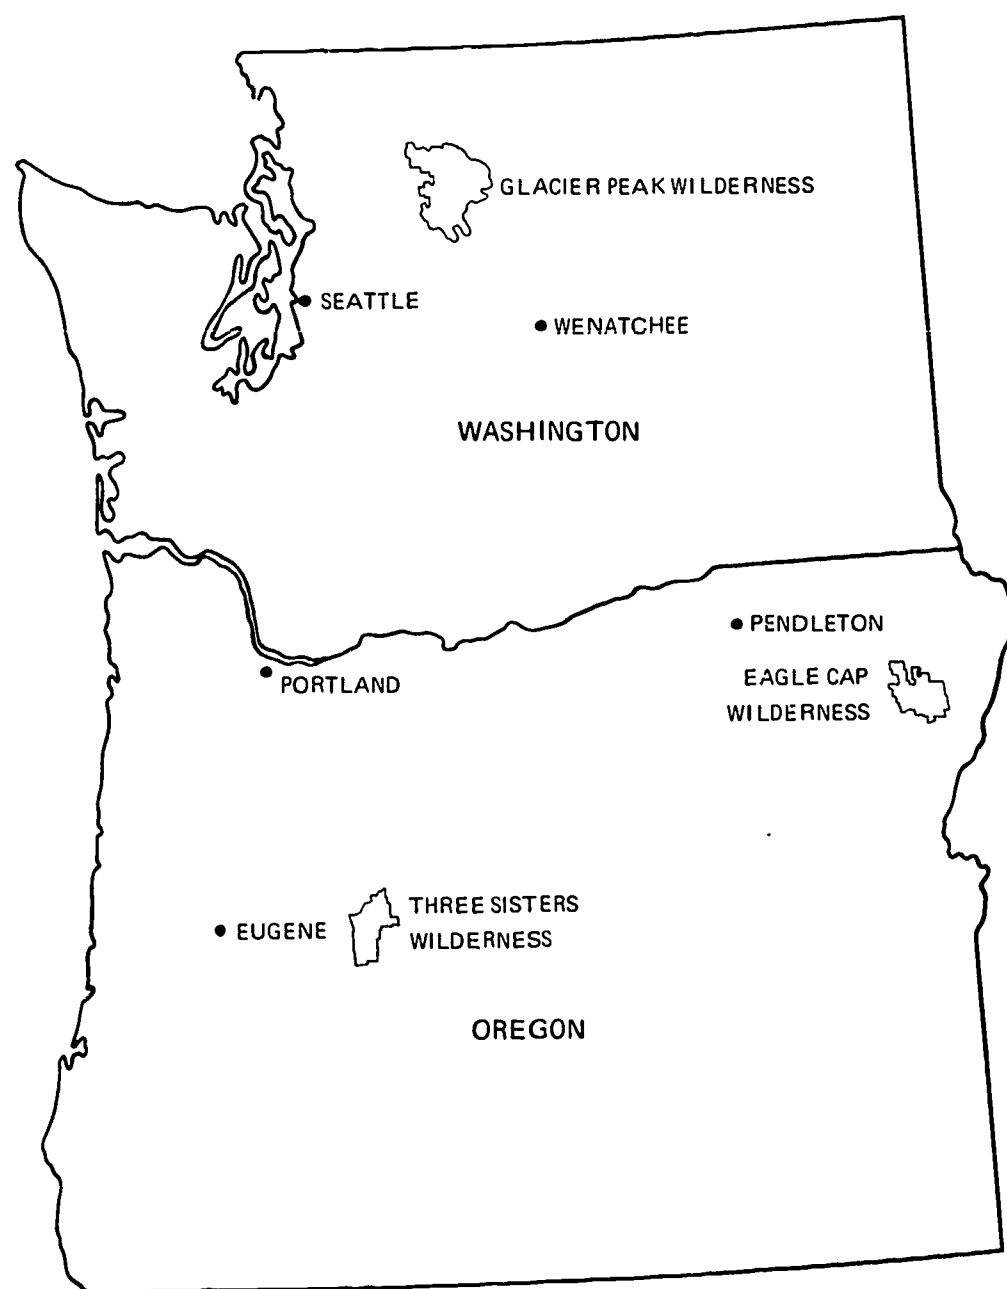 GLACIER PEAK WILDERNESS
SEATTLE
WENATCHEE
WASHINGTON
PENDLETON
EAGLE CAP
WILDERNESS
PORTLAND
THREE SISTERS
WILDERNESS
EUGENE
OREGON